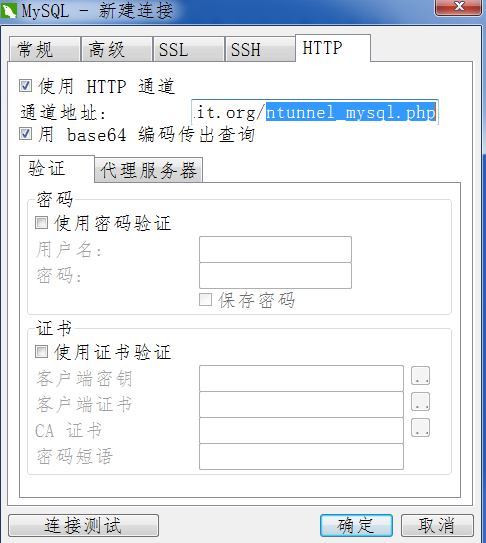 MySQL - 新建连接
常规 高级 SSL SSH HTTP
使用 HTTP 通道
通道地址: .it.org/ntunnel_mysql.php
用 base64 编码传出查询
验证 代理服务器
密码
使用密码验证
用户名:
密码:
保存密码
证书
使用证书验证
客户端密钥 ..
客户端证书 ..
CA 证书 ..
密码短语
连接测试 确定 取消